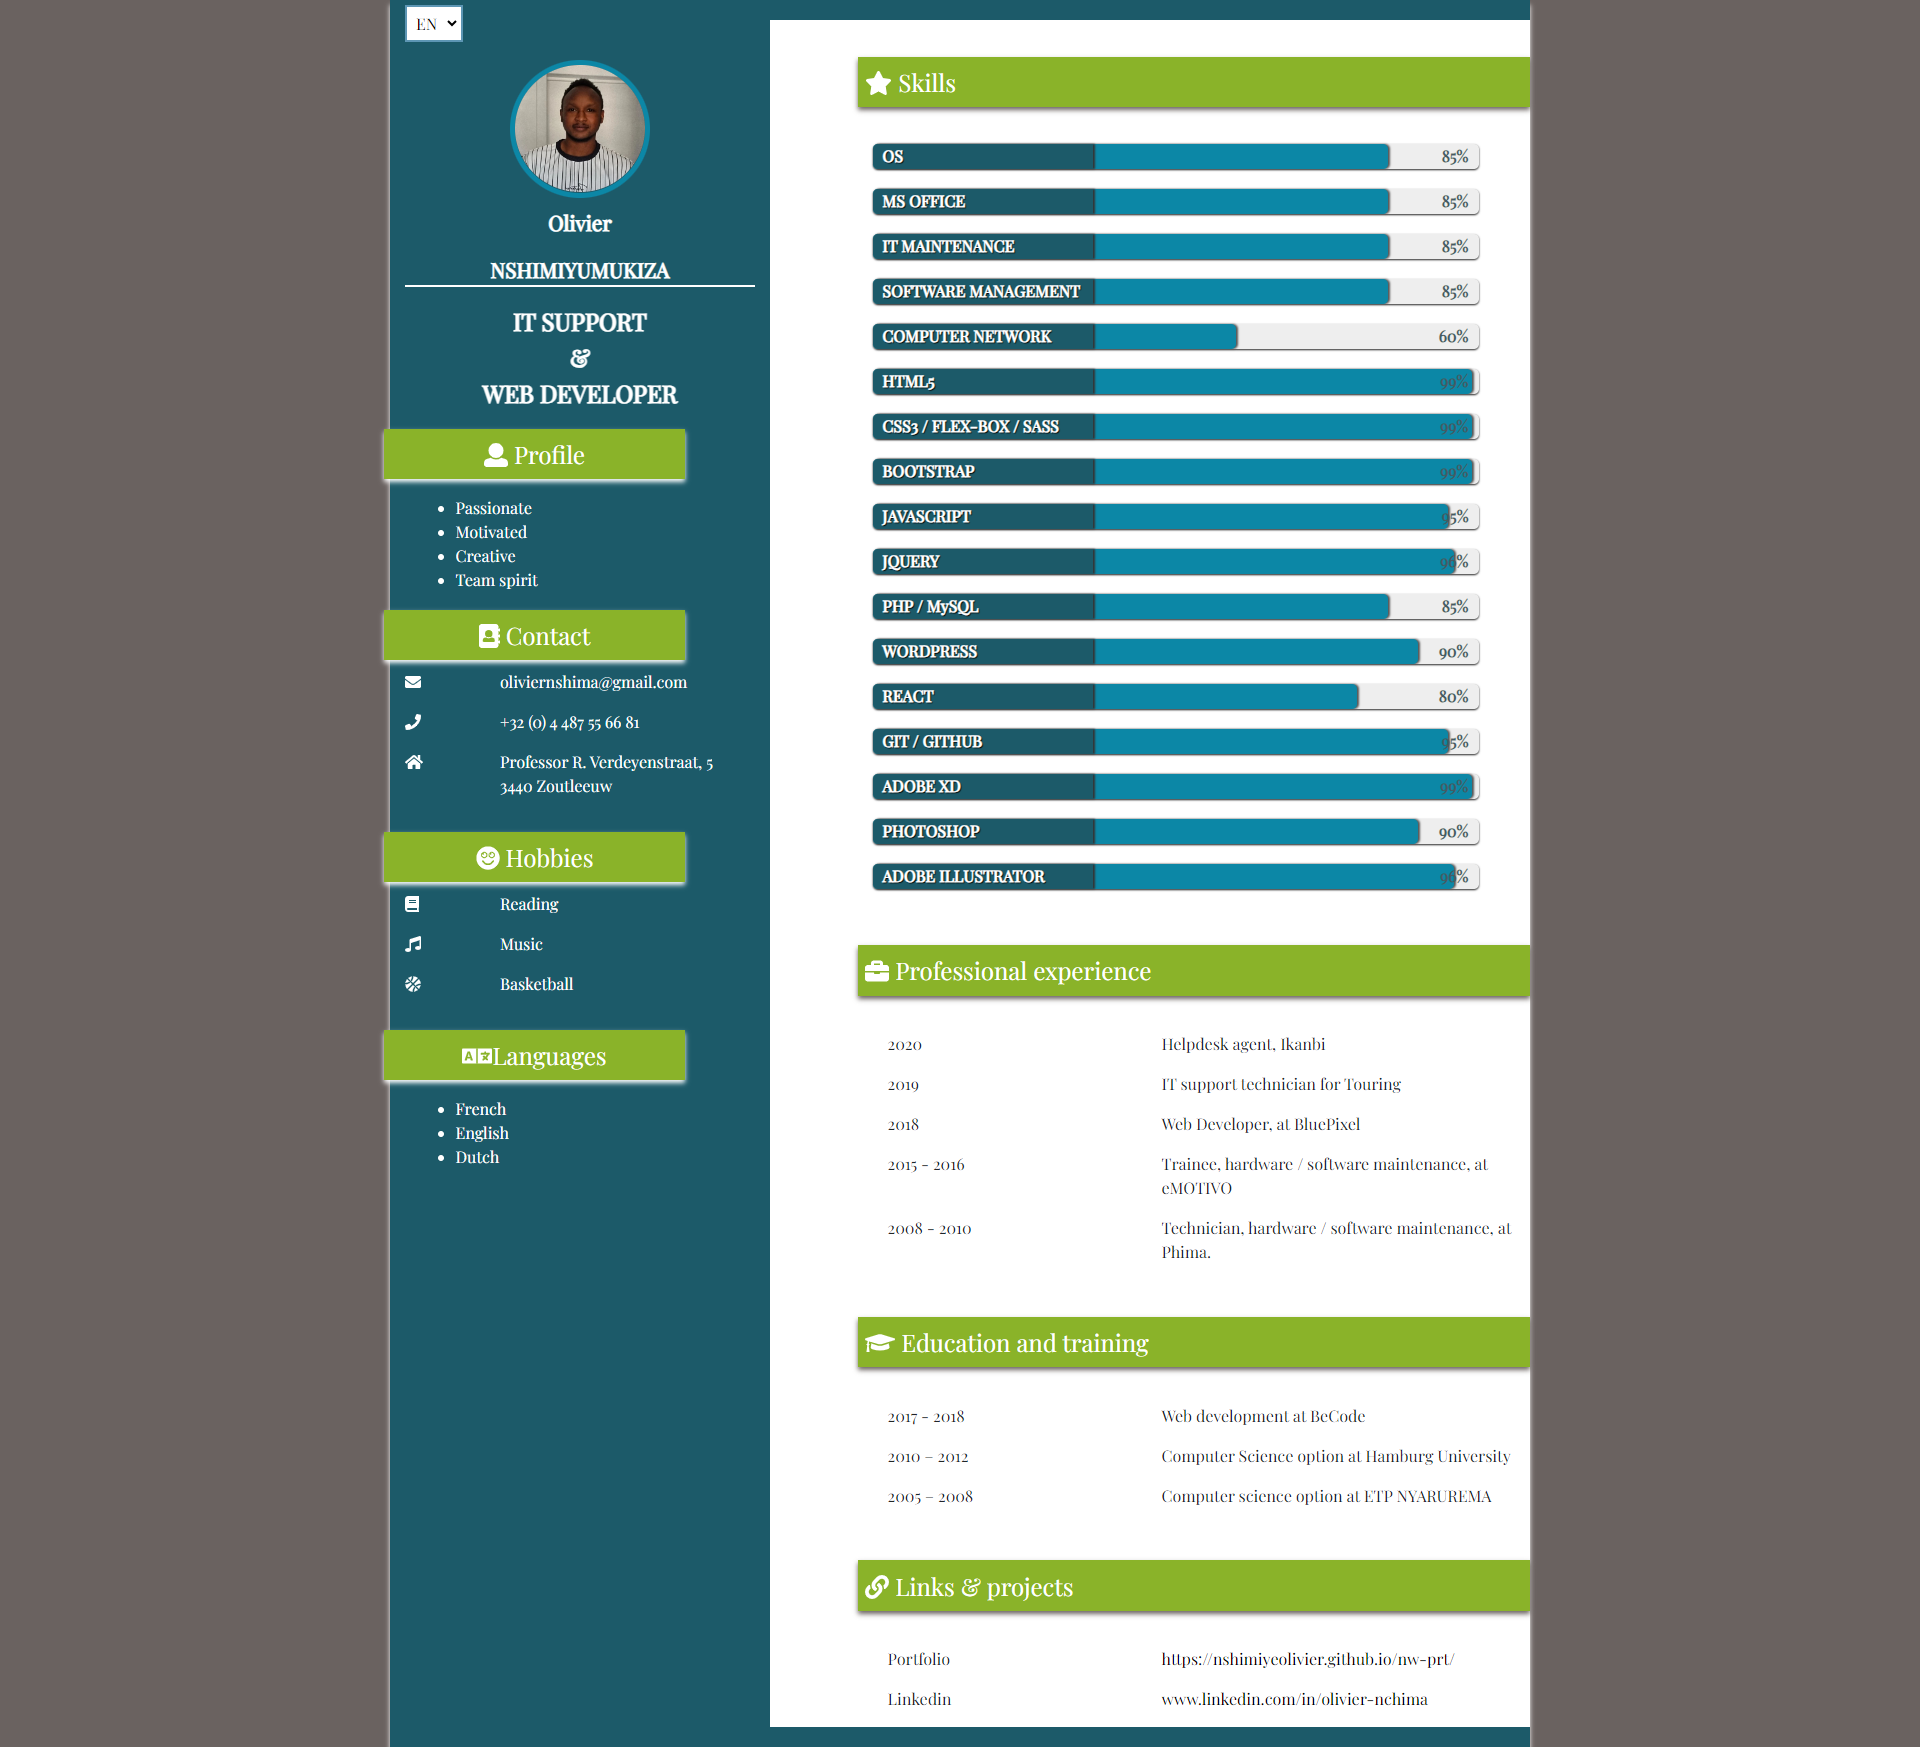 EN
Olivier
NSHIMIYUMUKIZA
IT SUPPORT
&
WEB DEVELOPER
Profile
Passionate
Motivated
Creative
Team spirit
Contact
oliviernshima@gmail.com
+32 (0) 4 487 55 66 81
Professor R. Verdeyenstraat, 5
3440 Zoutleeuw
Hobbies
Reading
Music
Basketball
Languages
French
English
Dutch
Skills
OS 85%
MS OFFICE 85%
IT MAINTENANCE 85%
SOFTWARE MANAGEMENT 85%
COMPUTER NETWORK 60%
HTML5 99%
CSS3 / FLEX-BOX / SASS 99%
BOOTSTRAP 99%
JAVASCRIPT 95%
JQUERY 96%
PHP / MySQL 85%
WORDPRESS 90%
REACT 80%
GIT / GITHUB 95%
ADOBE XD 99%
PHOTOSHOP 90%
ADOBE ILLUSTRATOR 96%
Professional experience
2020 Helpdesk agent, Ikanbi
2019 IT support technician for Touring
2018 Web Developer, at BluePixel
2015 - 2016 Trainee, hardware / software maintenance, at
eMOTIVO
2008 - 2010 Technician, hardware / software maintenance, at
Phima.
Education and training
2017 - 2018 Web development at BeCode
2010 – 2012 Computer Science option at Hamburg University
2005 – 2008 Computer science option at ETP NYARUREMA
Links & projects
Portfolio https://nshimiyeolivier.github.io/nw-prt/
Linkedin www.linkedin.com/in/olivier-nchima